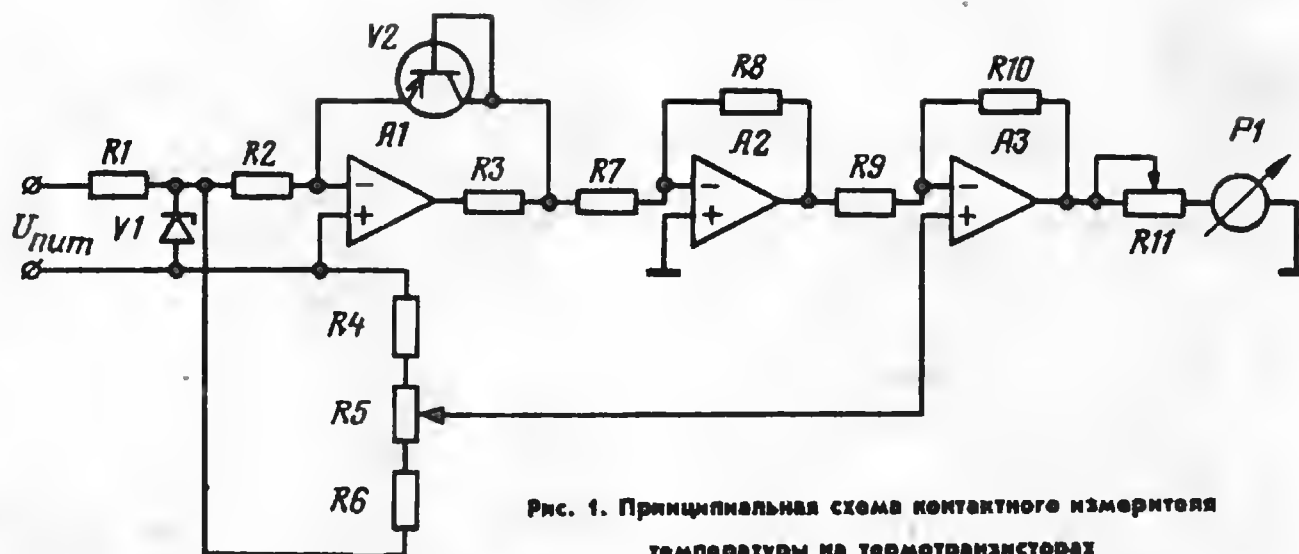 V2
R8
R10
A1
A2
A3
P1
R1
R2
R3
R7
R9
Uпит
V1
R11
−
+
−
+
−
+
R4
R5
R6
Рис. 1. Принципиальная схема контактного измерителя
температуры на термотранзисторах